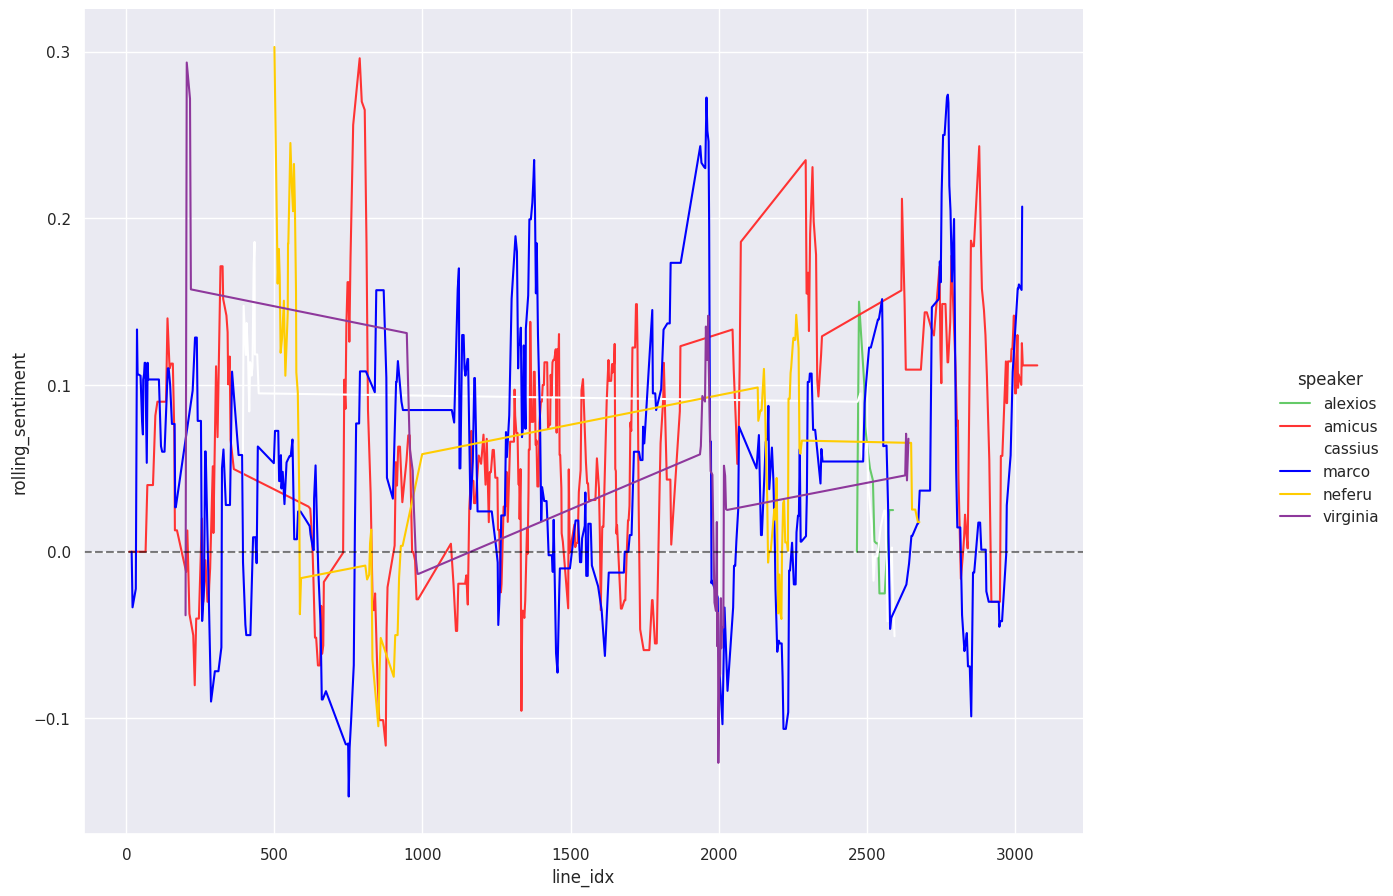 0.3
0.2
0.1
0.0
−0.1
rolling_sentiment
0
500
1000
1500
2000
2500
3000
line_idx
speaker
alexios
amicus
cassius
marco
neferu
virginia